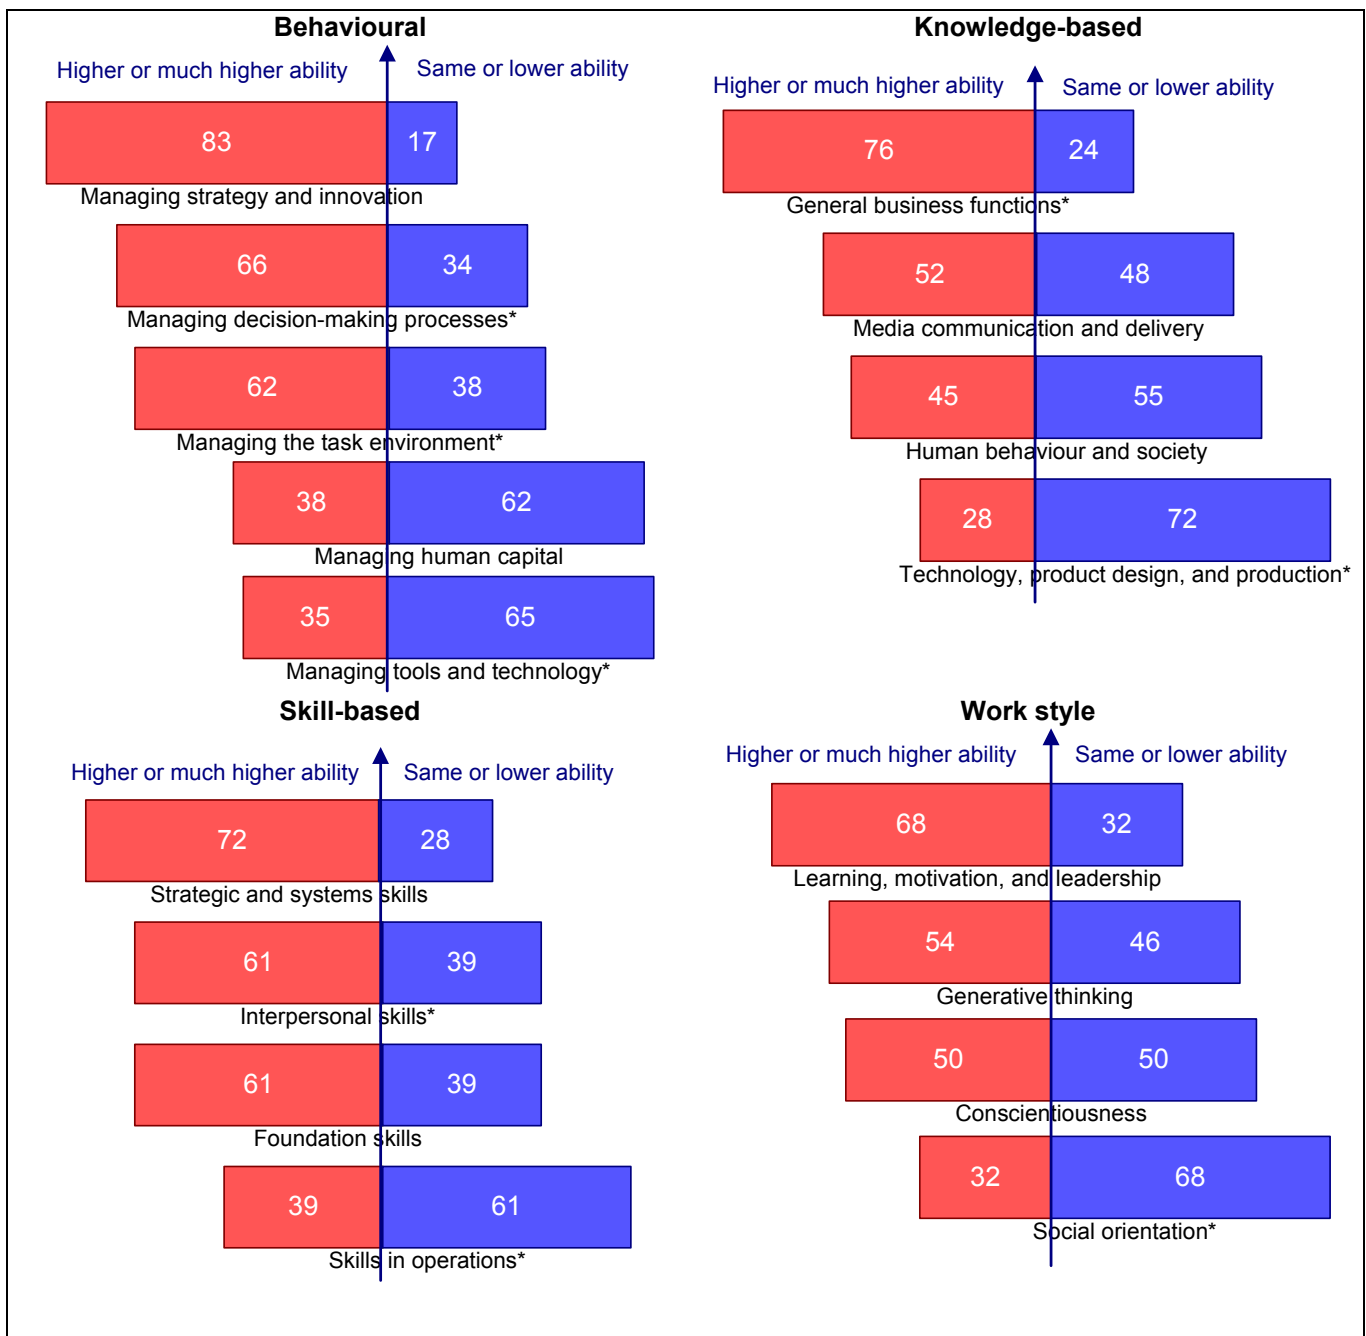 Behavioural
Higher or much higher ability
Same or lower ability
83
17
Managing strategy and innovation
66
34
Managing decision-making processes*
62
38
Managing the task environment*
38
62
Managing human capital
35
65
Managing tools and technology*
Knowledge-based
Higher or much higher ability
Same or lower ability
76
24
General business functions*
52
48
Media communication and delivery
45
55
Human behaviour and society
28
72
Technology, product design, and production*
Skill-based
Higher or much higher ability
Same or lower ability
72
28
Strategic and systems skills
61
39
Interpersonal skills*
61
39
Foundation skills
39
61
Skills in operations*
Work style
Higher or much higher ability
Same or lower ability
68
32
Learning, motivation, and leadership
54
46
Generative thinking
50
50
Conscientiousness
32
68
Social orientation*